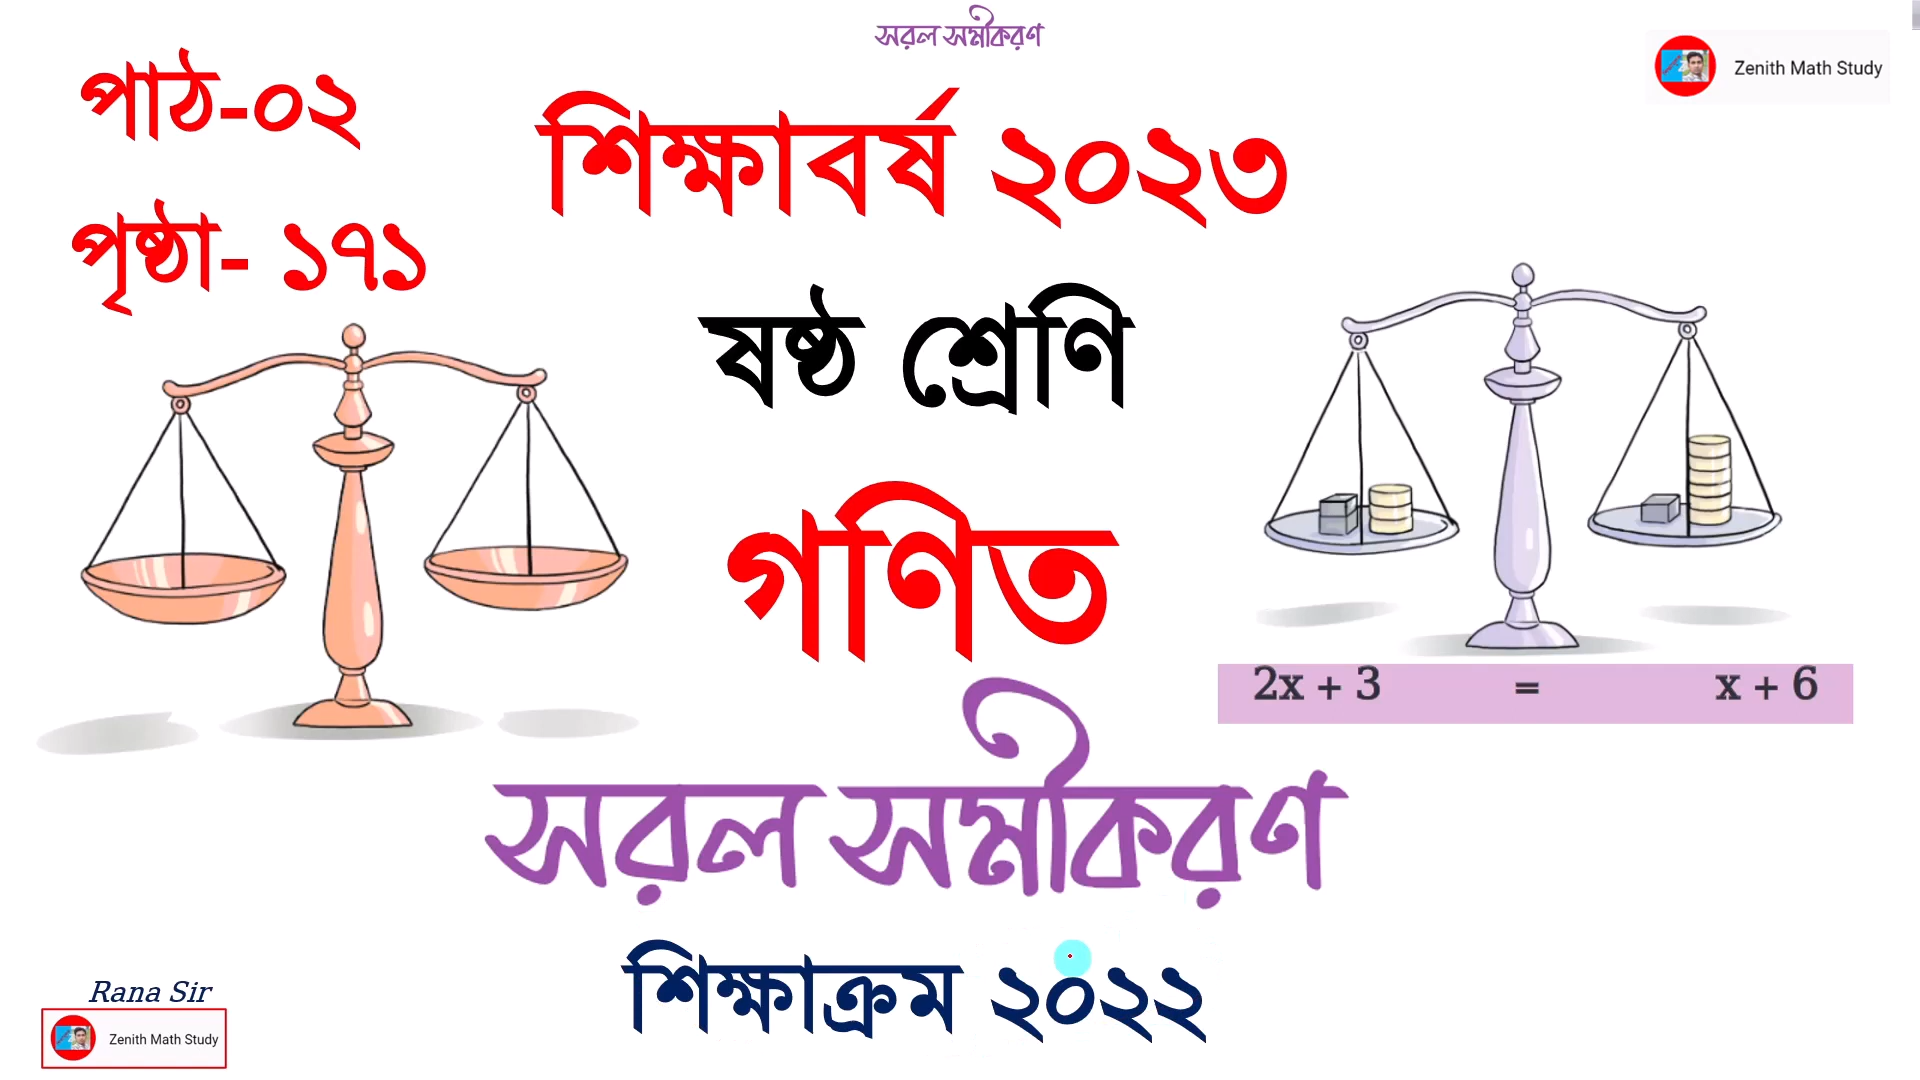 সরল সমীকরণ
Zenith Math Study
পাঠ-০২
শিক্ষাবর্ষ ২০২৩
পৃষ্ঠা- ১৭১
ষষ্ঠ শ্রেণি
গণিত
2x + 3 = x + 6
সরল সমীকরণ
শিক্ষাক্রম ২০২২
Rana Sir
Zenith Math Study